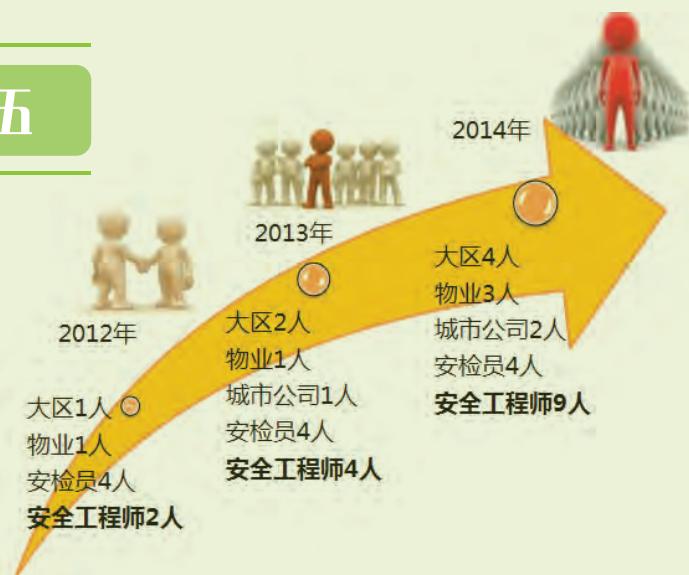 伍
2012年
大区1人
物业1人
安检员4人
安全工程师2人
2013年
大区2人
物业1人
城市公司1人
安检员4人
安全工程师4人
2014年
大区4人
物业3人
城市公司2人
安检员4人
安全工程师9人